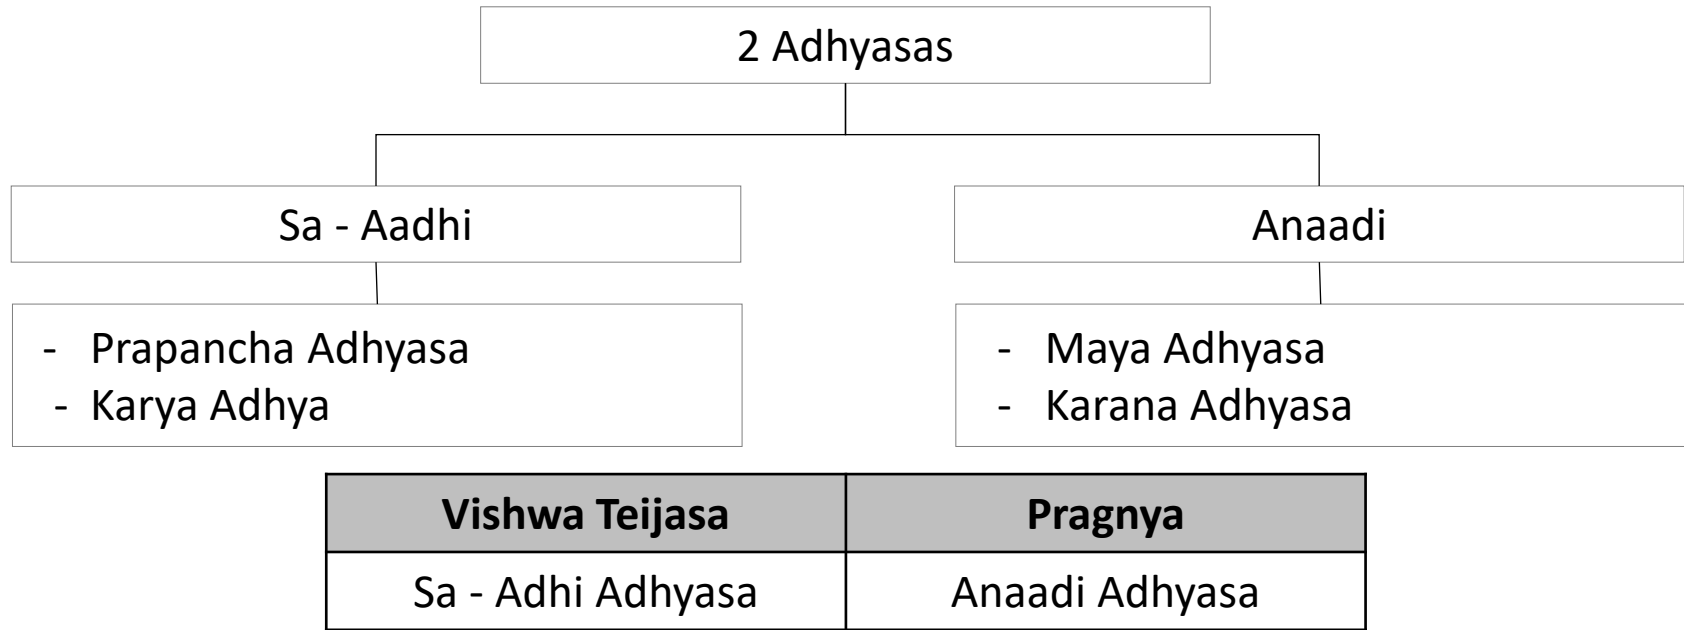 2 Adhyasas
Sa - Aadhi
Anaadi
- Prapancha Adhyasa
- Karya Adhya
- Maya Adhyasa
- Karana Adhyasa
Vishwa Teijasa
Pragnya
Sa - Adhi Adhyasa
Anaadi Adhyasa